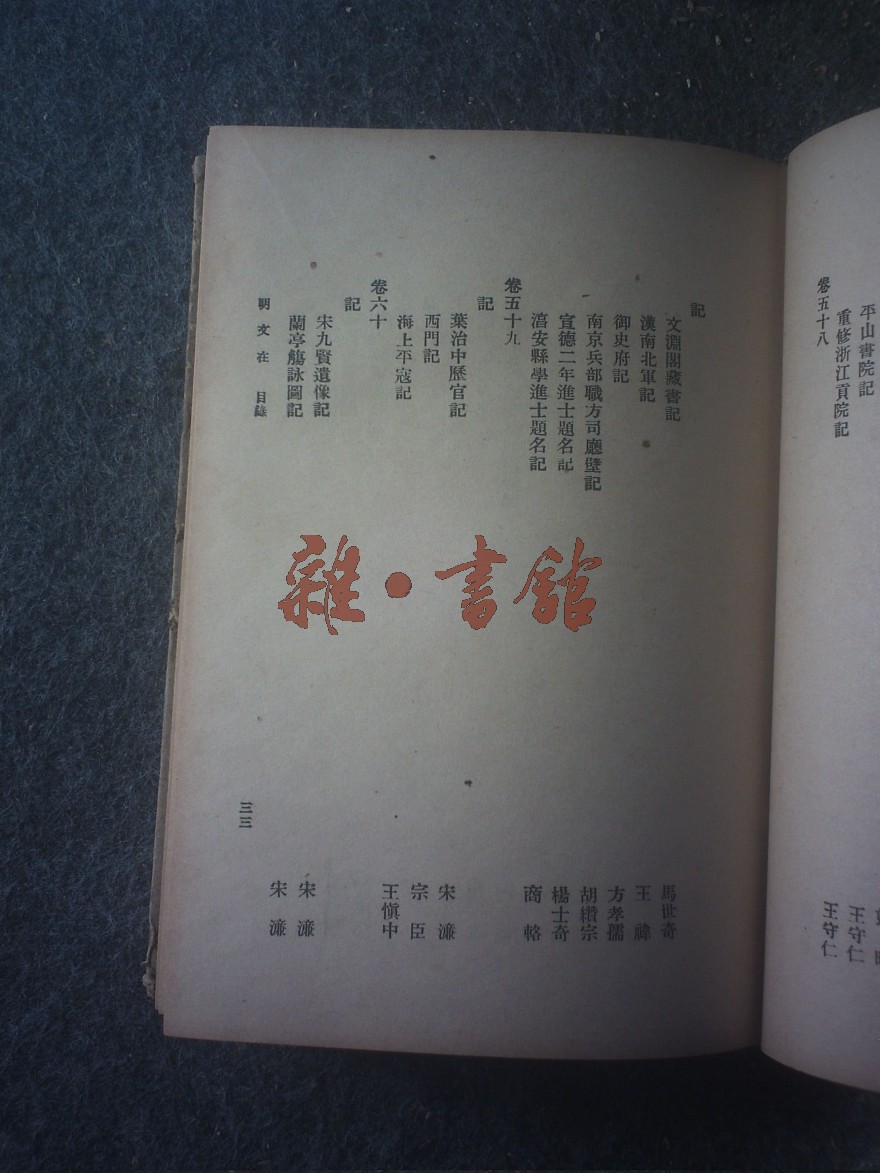 平山書院記
王守仁
重修浙江貢院記
王守仁
卷五十八
記
文淵閣藏書記
馬世奇
漢南北軍記
王禕
御史府記
方孝孺
南京兵部職方司廳壁記
胡纘宗
宣德二年進士題名記
楊士奇
湻安縣學進士題名記
商輅
卷五十九
記
葉治中歷官記
宋濂
西門記
宗臣
海上平寇記
王愼中
卷六十
記
宋九賢遺像記
宋濂
蘭亭觴詠圖記
宋濂
明文在 目錄
三三
雜·書館